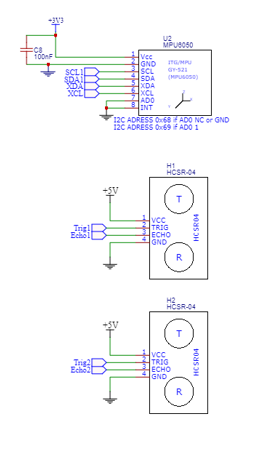 +3V3
C8
100nF
U2
MPU6050
1 Vcc
2 GND
SCL1 3 SCL
SDA1 4 SDA
XDA 5 XDA
XCL 6 XCL
7 AD0
8 INT
ITG/MPU
GY-521
(MPU6050)
I2C ADRESS 0x68 if AD0 NC or GND
I2C ADRESS 0x69 if AD0 1
H1
HCSR-04
+5V
1 VCC
Trig1 2 TRIG
Echo1 3 ECHO
4 GND
T
HCSR04
R
H2
HCSR-04
+5V
1 VCC
Trig2 2 TRIG
Echo2 3 ECHO
4 GND
T
HCSR04
R